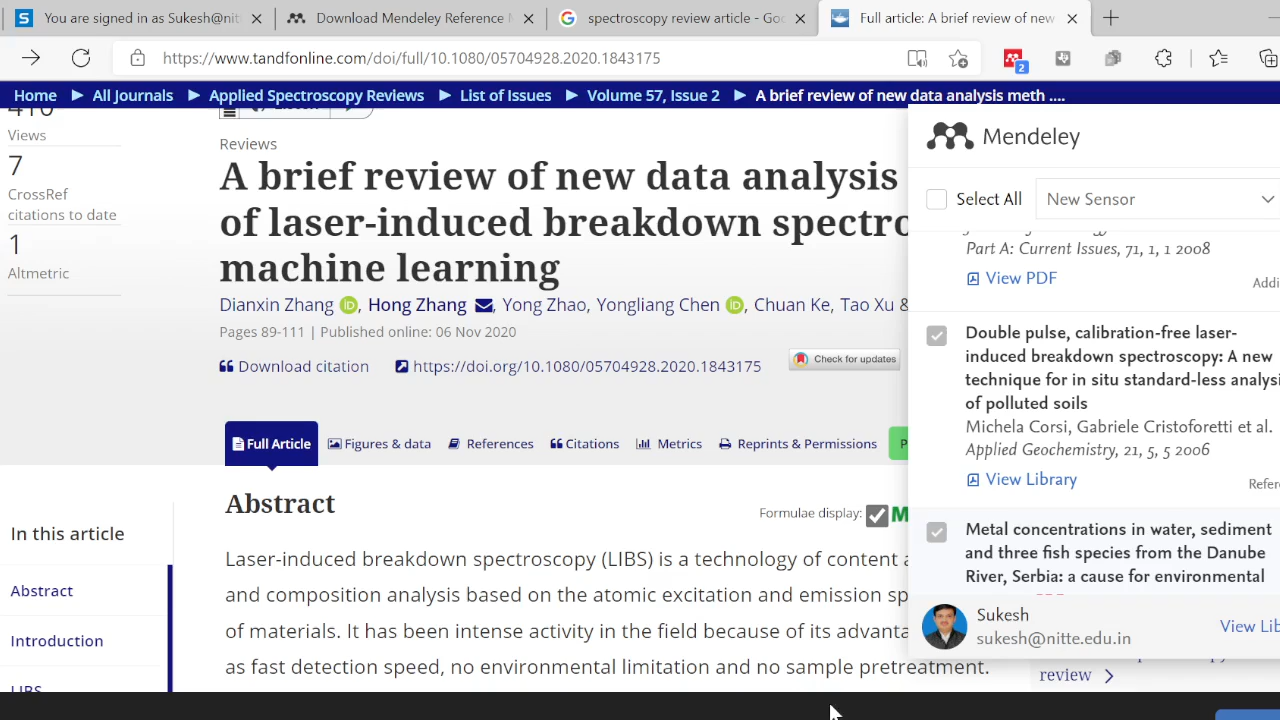 You are signed in as Sukesh@nitt
Download Mendeley Reference M
spectroscopy review article - Goo
Full article: A brief review of new
https://www.tandfonline.com/doi/full/10.1080/05704928.2020.1843175
2
Home ▶ All Journals ▶ Applied Spectroscopy Reviews ▶ List of Issues ▶ Volume 57, Issue 2 ▶ A brief review of new data analysis meth ....
Views
7
CrossRef
citations to date
1
Altmetric
Reviews
A brief review of new data analysis
of laser-induced breakdown spectro
machine learning
Dianxin Zhang, Hong Zhang, Yong Zhao, Yongliang Chen, Chuan Ke, Tao Xu &
Pages 89-111 | Published online: 06 Nov 2020
Download citation
https://doi.org/10.1080/05704928.2020.1843175
Check for updates
Full Article
Figures & data
References
Citations
Metrics
Reprints & Permissions
P
In this article
Abstract
Introduction
LIBS
Abstract
Formulae display: M
Laser-induced breakdown spectroscopy (LIBS) is a technology of content a
and composition analysis based on the atomic excitation and emission sp
of materials. It has been intense activity in the field because of its advanta
as fast detection speed, no environmental limitation and no sample pretreatment.
Mendeley
Select All
New Sensor
Part A: Current Issues, 71, 1, 1 2008
View PDF
Addi
Double pulse, calibration-free laser-
induced breakdown spectroscopy: A new
technique for in situ standard-less analysi
of polluted soils
Michela Corsi, Gabriele Cristoforetti et al.
Applied Geochemistry, 21, 5, 5 2006
View Library
Refere
Metal concentrations in water, sediment
and three fish species from the Danube
River, Serbia: a cause for environmental
Sukesh
sukesh@nitte.edu.in
View Lib
review